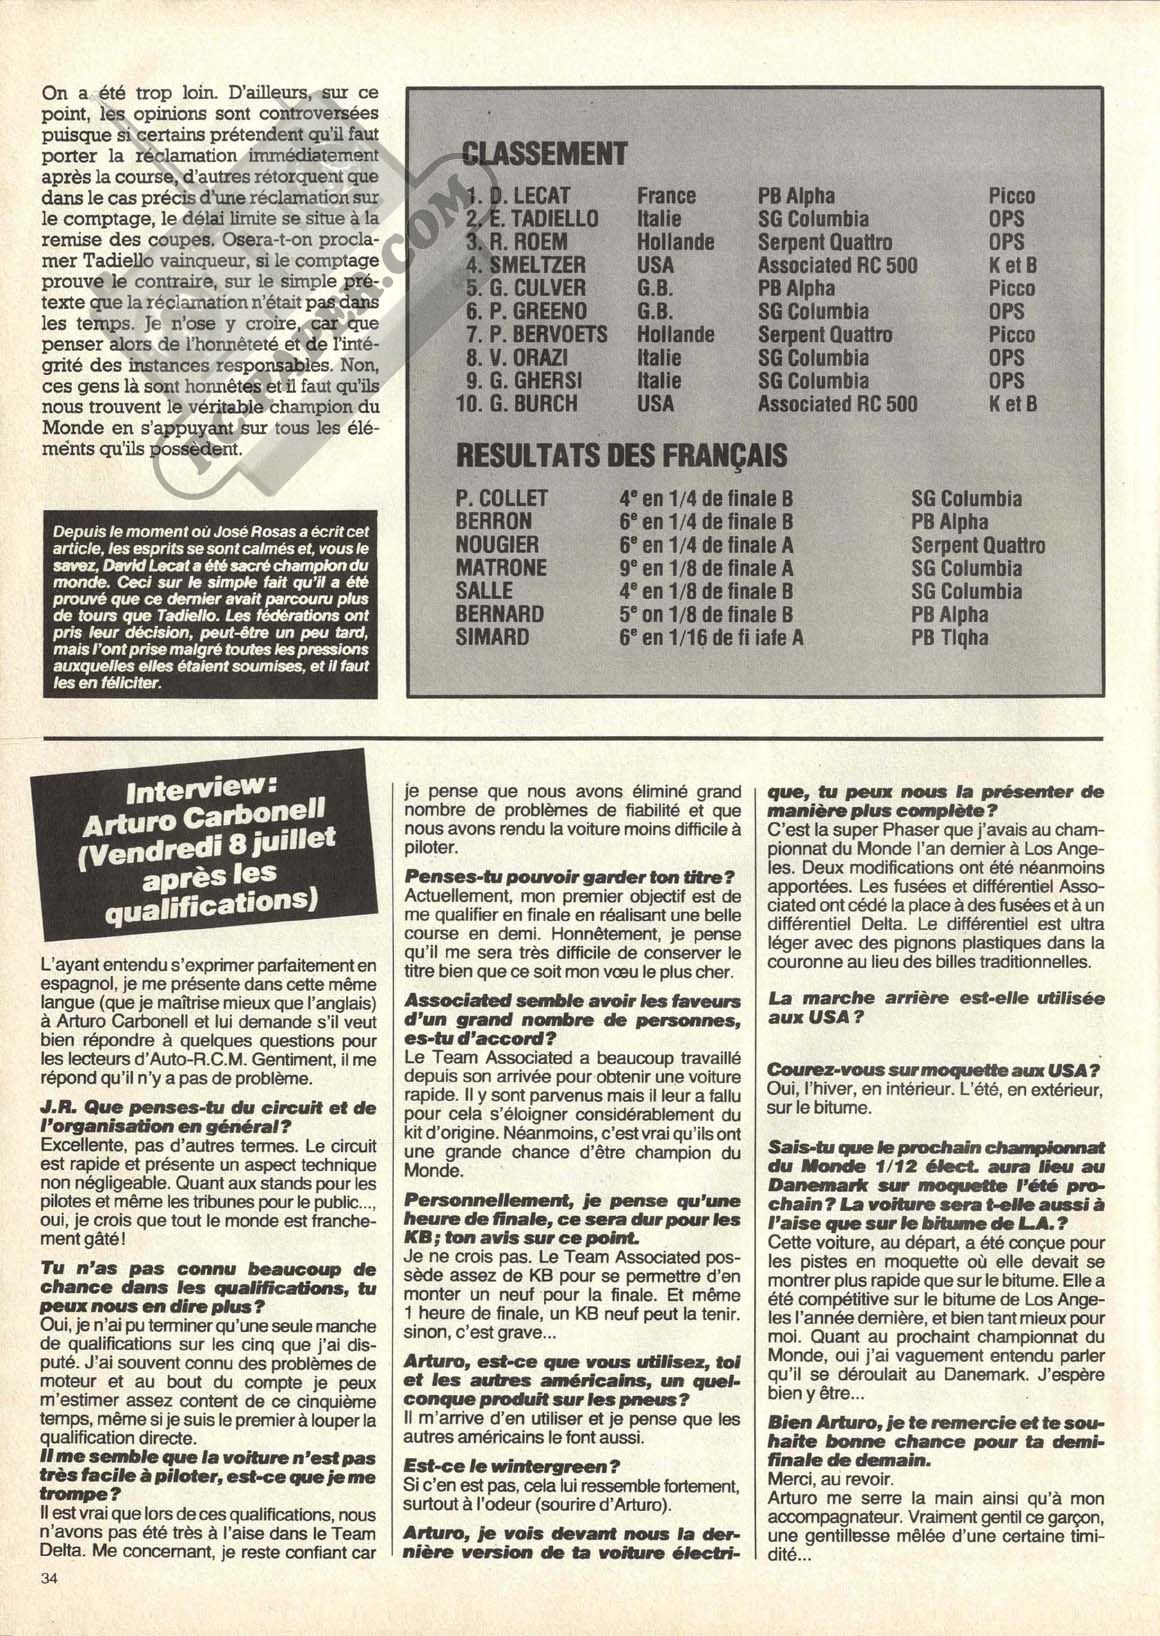 On a été trop loin. D'ailleurs, sur ce
point, les opinions sont controversées
puisque si certains prétendent qu'il faut
porter la réclamation immédiatement
après la course, d'autres rétorquent que
dans le cas précis d'une réclamation sur
le comptage, le délai limite se situe à la
remise des coupes. Osera-t-on procla-
mer Tadiello vainqueur, si le comptage
prouve le contraire, sur le simple pré-
texte que la réclamation n'était pas dans
les temps. Je n'ose y croire, car que
penser alors de l'honnêteté et de l'inté-
grité des instances responsables. Non,
ces gens là sont honnêtes et il faut qu'ils
nous trouvent le véritable champion du
Monde en s'appuyant sur tous les élé-
ments qu'ils possèdent.
Depuis le moment où José Rosas a écrit cet
article, les esprits se sont calmés et, vous le
savez, David Lecat a été sacré champion du
monde. Ceci sur le simple fait qu'il a été
prouvé que ce dernier avait parcouru plus
de tours que Tadiello. Les fédérations ont
pris leur décision, peut-être un peu tard,
mais l'ont prise malgré toutes les pressions
auxquelles elles étaient soumises, et il faut
les en féliciter.
CLASSEMENT
1. D. LECAT France PB Alpha Picco
2. E. TADIELLO Italie SG Columbia OPS
3. R. ROEM Hollande Serpent Quattro OPS
4. SMELTZER USA Associated RC 500 K et B
5. G. CULVER G.B. PB Alpha Picco
6. P. GREENO G.B. SG Columbia OPS
7. P. BERVOETS Hollande Serpent Quattro Picco
8. V. ORAZI Italie SG Columbia OPS
9. G. GHERSI Italie SG Columbia OPS
10. G. BURCH USA Associated RC 500 K et B
RESULTATS DES FRANÇAIS
P. COLLET 4e en 1/4 de finale B SG Columbia
BERRON 6e en 1/4 de finale B PB Alpha
NOUGIER 6e en 1/4 de finale A Serpent Quattro
MATRONE 9e en 1/8 de finale A SG Columbia
SALLE 4e en 1/8 de finale B SG Columbia
BERNARD 5e on 1/8 de finale B PB Alpha
SIMARD 6e en 1/16 de fi iafe A PB Tlqha
RC-PAPER.COM
Interview:
Arturo Carbonell
(Vendredi 8 juillet
après les
qualifications)
L'ayant entendu s'exprimer parfaitement en
espagnol, je me présente dans cette même
langue (que je maîtrise mieux que l'anglais)
à Arturo Carbonell et lui demande s'il veut
bien répondre à quelques questions pour
les lecteurs d'Auto-R.C.M. Gentiment, il me
répond qu'il n'y a pas de problème.
J.R. Que penses-tu du circuit et de
l'organisation en général?
Excellente, pas d'autres termes. Le circuit
est rapide et présente un aspect technique
non négligeable. Quant aux stands pour les
pilotes et même les tribunes pour le public...,
oui, je crois que tout le monde est franche-
ment gâté!
Tu n'as pas connu beaucoup de
chance dans les qualifications, tu
peux nous en dire plus?
Oui, je n'ai pu terminer qu'une seule manche
de qualifications sur les cinq que j'ai dis-
puté. J'ai souvent connu des problèmes de
moteur et au bout du compte je peux
m'estimer assez content de ce cinquième
temps, même si je suis le premier à louper la
qualification directe.
Il me semble que la voiture n'est pas
très facile à piloter, est-ce que je me
trompe?
Il est vrai que lors de ces qualifications, nous
n'avons pas été très à l'aise dans le Team
Delta. Me concernant, je reste confiant car
34
je pense que nous avons éliminé grand
nombre de problèmes de fiabilité et que
nous avons rendu la voiture moins difficile à
piloter.
Penses-tu pouvoir garder ton titre?
Actuellement, mon premier objectif est de
me qualifier en finale en réalisant une belle
course en demi. Honnêtement, je pense
qu'il me sera très difficile de conserver le
titre bien que ce soit mon vœu le plus cher.
Associated semble avoir les faveurs
d'un grand nombre de personnes,
es-tu d'accord?
Le Team Associated a beaucoup travaillé
depuis son arrivée pour obtenir une voiture
rapide. Il y sont parvenus mais il leur a fallu
pour cela s'éloigner considérablement du
kit d'origine. Néanmoins, c'est vrai qu'ils ont
une grande chance d'être champion du
Monde.
Personnellement, je pense qu'une
heure de finale, ce sera dur pour les
KB; ton avis sur ce point.
Je ne crois pas. Le Team Associated pos-
sède assez de KB pour se permettre d'en
monter un neuf pour la finale. Et même
1 heure de finale, un KB neuf peut la tenir.
sinon, c'est grave...
Arturo, est-ce que vous utilisez, toi
et les autres américains, un quel-
conque produit sur les pneus?
Il m'arrive d'en utiliser et je pense que les
autres américains le font aussi.
Est-ce le wintergreen?
Si c'en est pas, cela lui ressemble fortement,
surtout à l'odeur (sourire d'Arturo).
Arturo, je vois devant nous la der-
nière version de ta voiture électri-
que, tu peux nous la présenter de
manière plus complète?
C'est la super Phaser que j'avais au cham-
pionnat du Monde l'an dernier à Los Ange-
les. Deux modifications ont été néanmoins
apportées. Les fusées et différentiel Asso-
ciated ont cédé la place à des fusées et à un
différentiel Delta. Le différentiel est ultra
léger avec des pignons plastiques dans la
couronne au lieu des billes traditionnelles.
La marche arrière est-elle utilisée
aux USA?
Courez-vous sur moquette aux USA?
Oui, l'hiver, en intérieur. L'été, en extérieur,
sur le bitume.
Sais-tu que le prochain championnat
du Monde 1/12 élect. aura lieu au
Danemark sur moquette l'été pro-
chain? La voiture sera t-elle aussi à
l'aise que sur le bitume de L.A.?
Cette voiture, au départ, a été conçue pour
les pistes en moquette où elle devait se
montrer plus rapide que sur le bitume. Elle a
été compétitive sur le bitume de Los Ange-
les l'année dernière, et bien tant mieux pour
moi. Quant au prochaint championnat du
Monde, oui j'ai vaguement entendu parler
qu'il se déroulait au Danemark. J'espère
bien y être...
Bien Arturo, je te remercie et te sou-
haite bonne chance pour ta demi-
finale de demain.
Merci, au revoir.
Arturo me serre la main ainsi qu'à mon
accompagnateur. Vraiment gentil ce garçon,
une gentillesse mêlée d'une certaine timi-
dité...